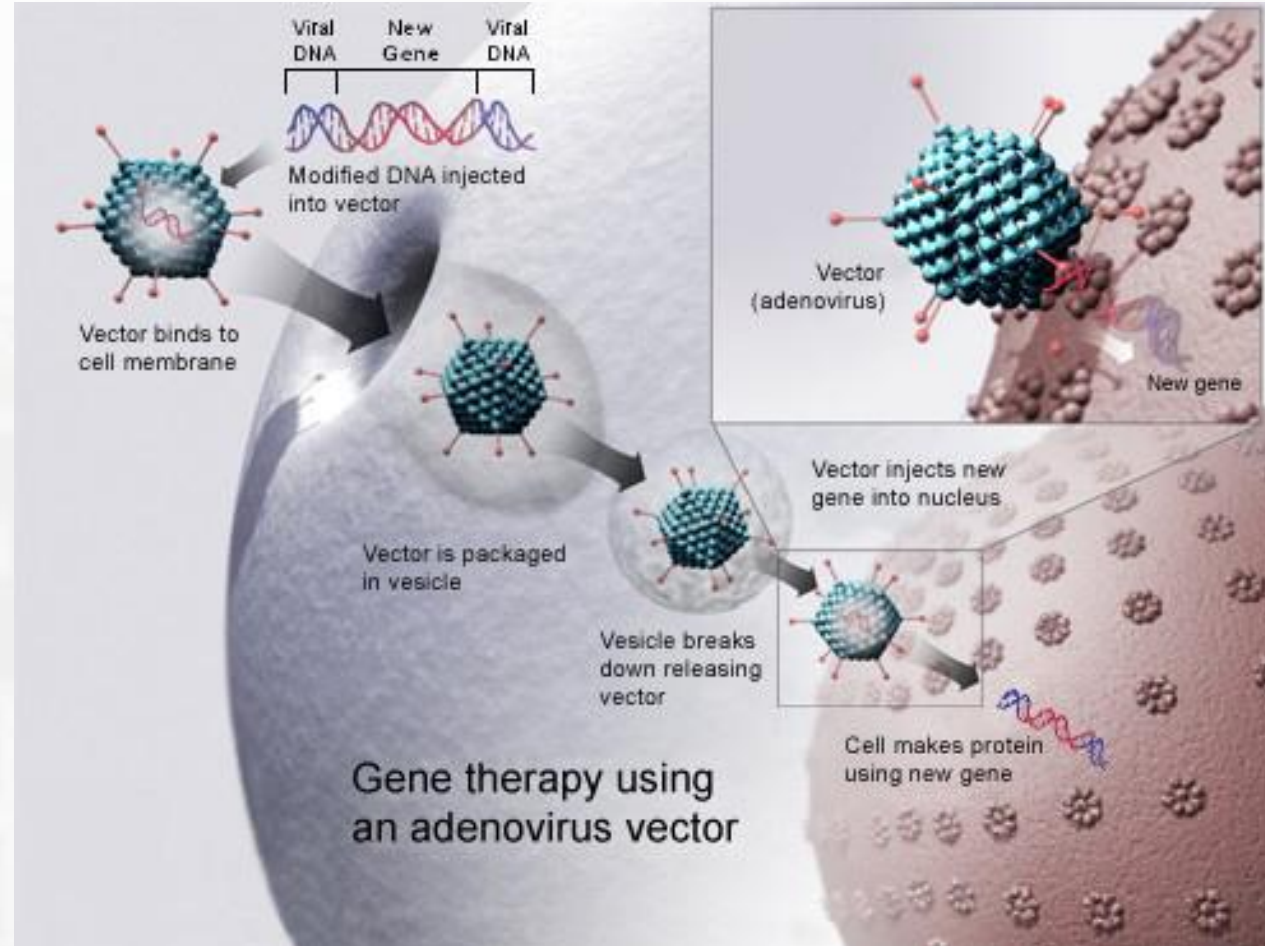 Viral
DNA
New
Gene
Viral
DNA
Modified DNA injected
into vector
Vector binds to
cell membrane
Vector
(adenovirus)
New gene
Vector injects new
gene into nucleus
Vector is packaged
in vesicle
Vesicle breaks
down releasing
vector
Cell makes protein
using new gene
Gene therapy using
an adenovirus vector